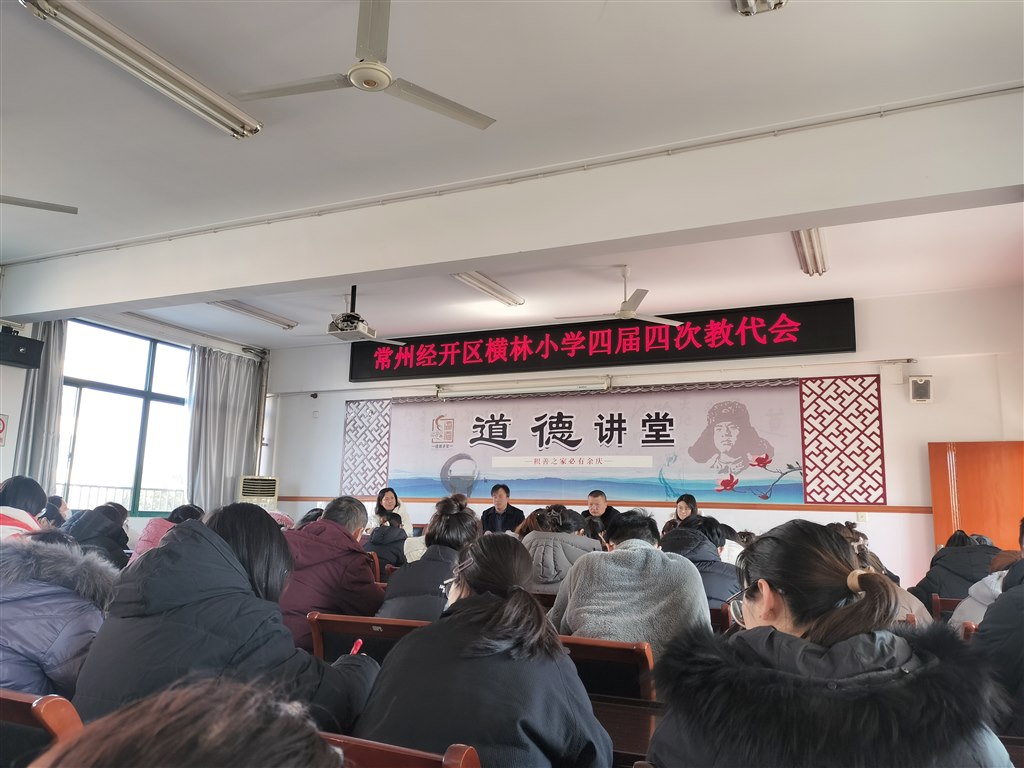 常州经开区横林小学四届四次教代会
道德讲堂
积善之家必有余庆